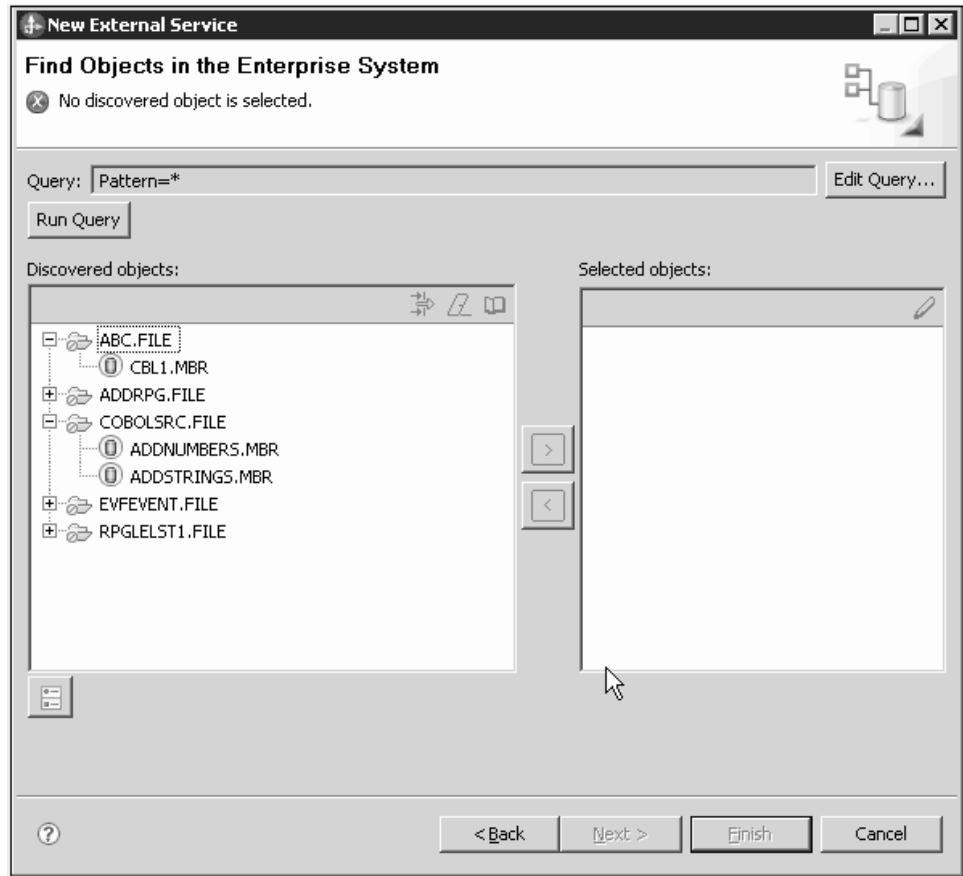 New External Service
Find Objects in the Enterprise System
No discovered object is selected.
Query: Pattern=* Edit Query...
Run Query
Discovered objects: Selected objects:
ABC.FILE
CBL1.MBR
ADDRPG.FILE
COBOLSRC.FILE
ADDNUMBERS.MBR
ADDSTRINGS.MBR
> 
EVFEVENT.FILE
<
RPGLELST1.FILE
? < Back Next > Finish Cancel